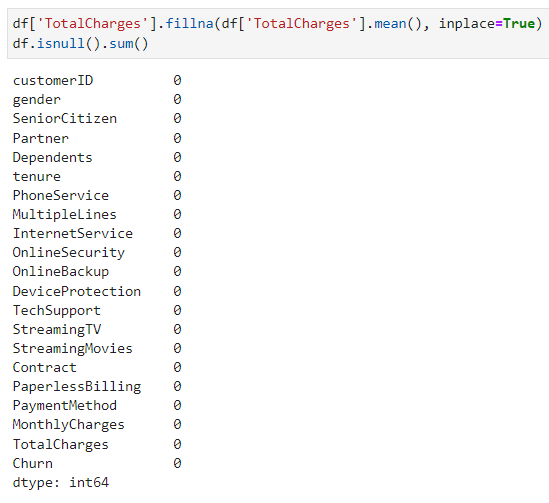 df['TotalCharges'].fillna(df['TotalCharges'].mean(), inplace=True)
df.isnull().sum()
customerID 0
gender 0
SeniorCitizen 0
Partner 0
Dependents 0
tenure 0
PhoneService 0
MultipleLines 0
InternetService 0
OnlineSecurity 0
OnlineBackup 0
DeviceProtection 0
TechSupport 0
StreamingTV 0
StreamingMovies 0
Contract 0
PaperlessBilling 0
PaymentMethod 0
MonthlyCharges 0
TotalCharges 0
Churn 0
dtype: int64